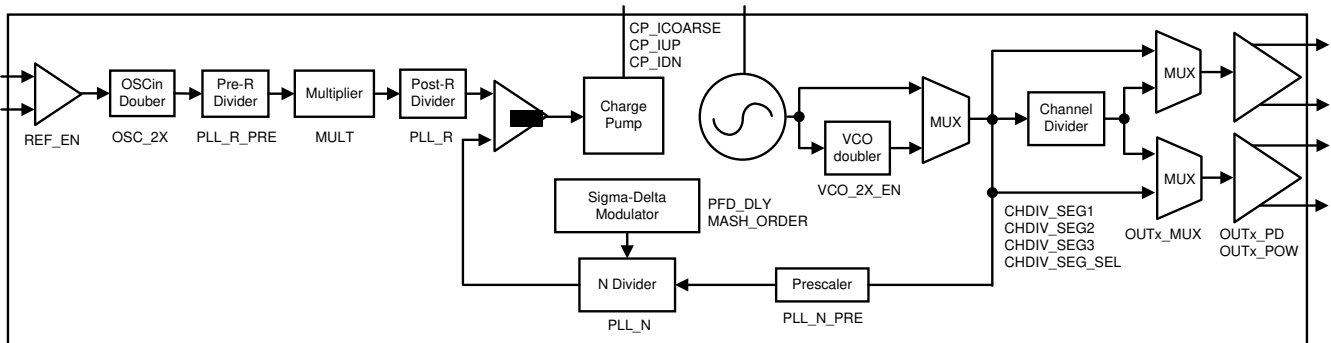 CP_ICOARSE
CP_IUP
CP_IDN
OSCin
Douber
Pre-R
Divider
Multiplier
Post-R
Divider
Charge
Pump
REF_EN
OSC_2X
PLL_R_PRE
MULT
PLL_R
VCO
doubler
VCO_2X_EN
MUX
Channel
Divider
MUX
MUX
Sigma-Delta
Modulator
PFD_DLY
MASH_ORDER
CHDIV_SEG1
CHDIV_SEG2
CHDIV_SEG3
CHDIV_SEG_SEL
OUTx_MUX
OUTx_PD
OUTx_POW
N Divider
PLL_N
Prescaler
PLL_N_PRE